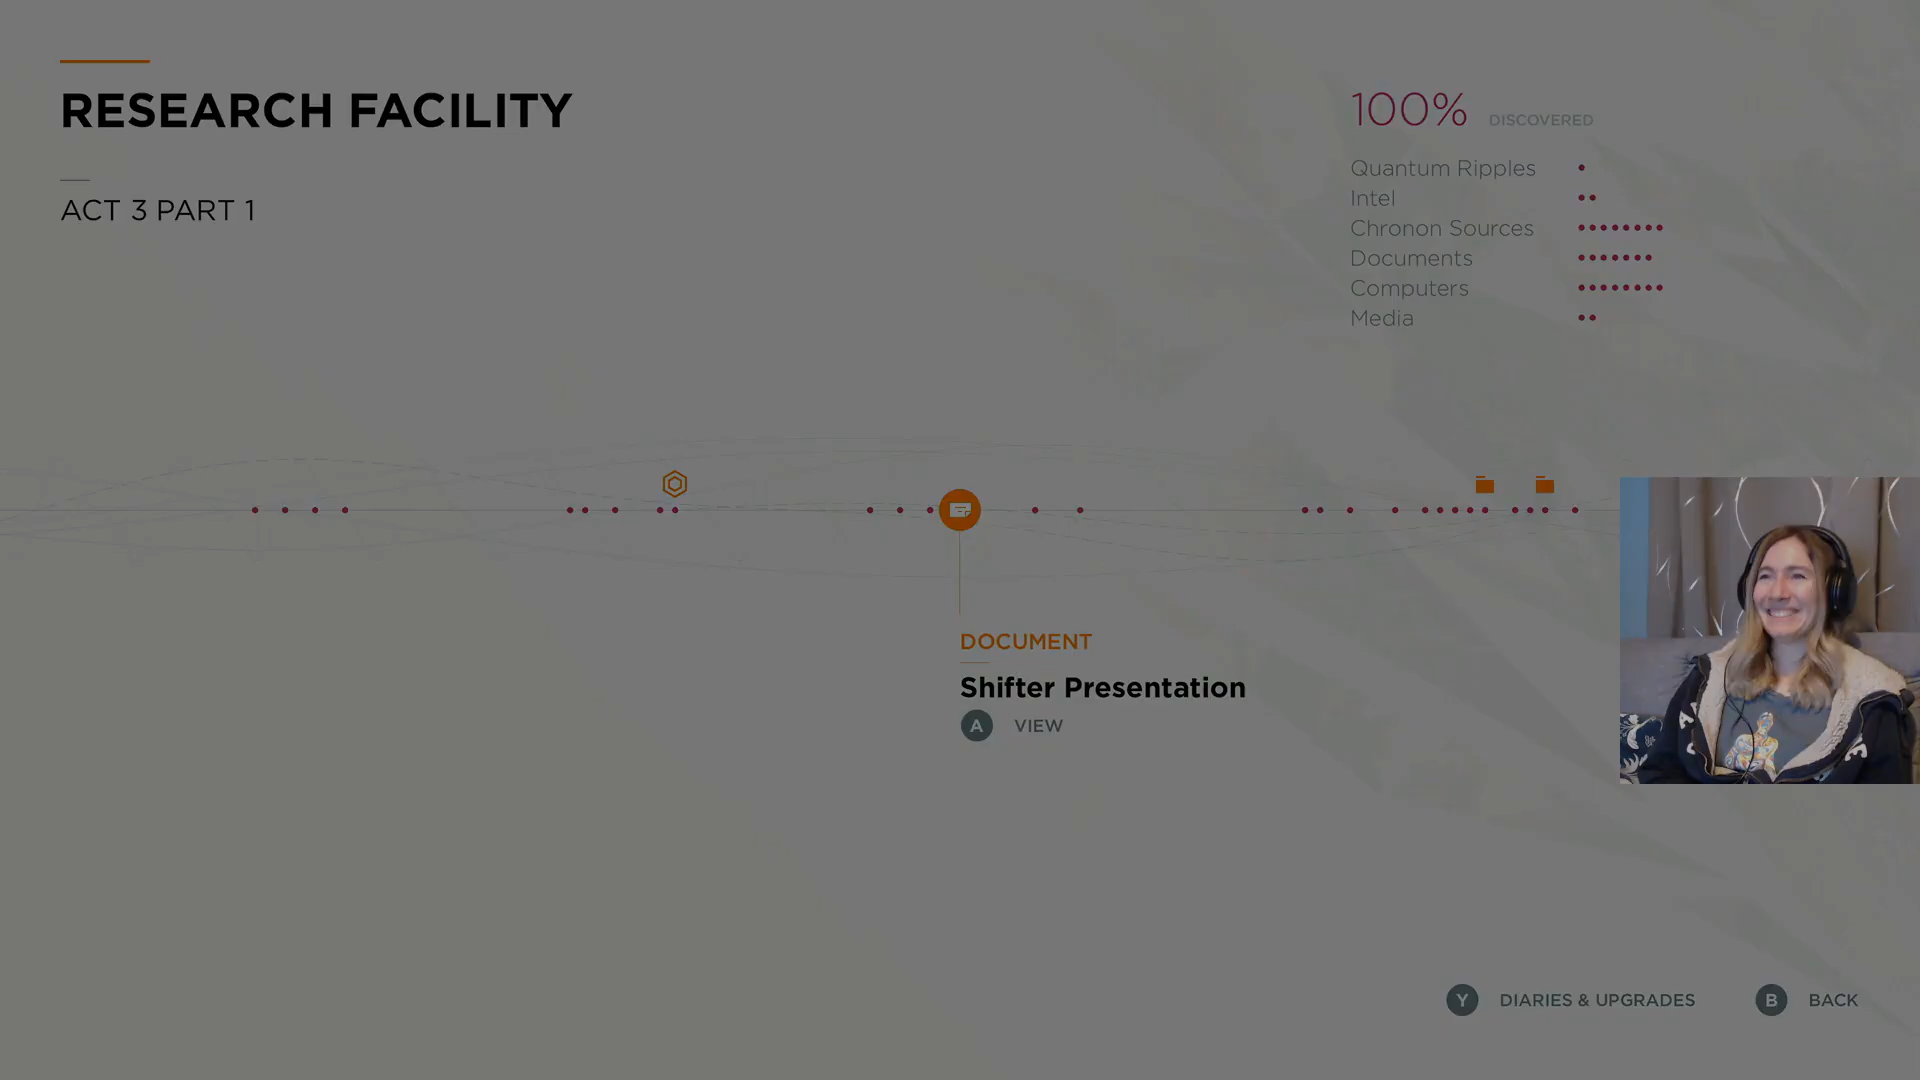 RESEARCH FACILITY
ACT 3 PART 1
100% DISCOVERED
Quantum Ripples
Intel
Chronon Sources
Documents
Computers
Media
DOCUMENT
Shifter Presentation
A VIEW
Y DIARIES & UPGRADES
B BACK